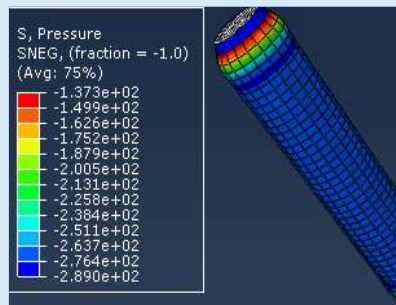 S, Pressure
SNEG, (fraction = -1.0)
(Avg: 75%)
-1.373e+02
-1.499e+02
-1.626e+02
-1.752e+02
-1.879e+02
-2.005e+02
-2.131e+02
-2.258e+02
-2.384e+02
-2.511e+02
-2.637e+02
-2.764e+02
-2.890e+02